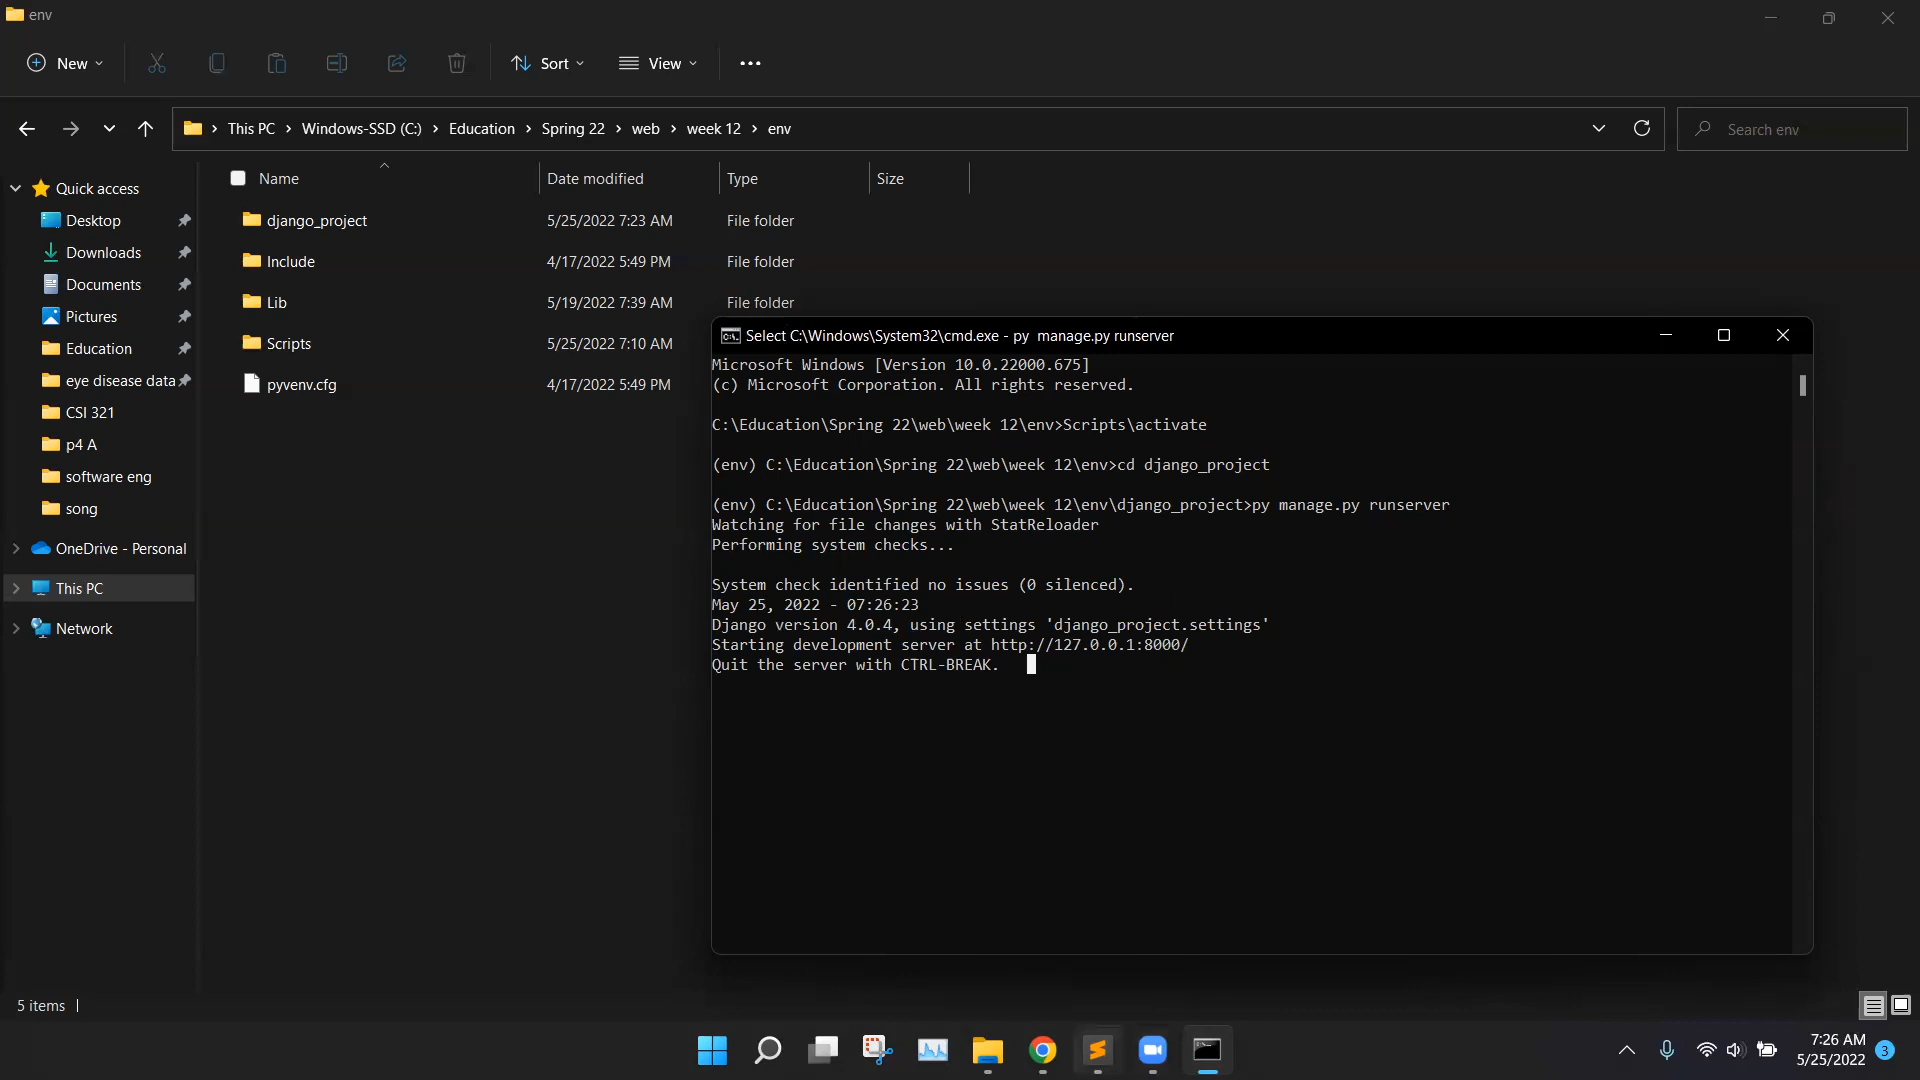 env
New
Sort
View
This PC
Windows-SSD (C:)
Education
Spring 22
web
week 12
env
Search env
Name
Date modified
Type
Size
Quick access
Desktop
Downloads
Documents
Pictures
Education
eye disease data
CSI 321
p4 A
software eng
song
OneDrive - Personal
This PC
Network
django_project 5/25/2022 7:23 AM File folder
Include 4/17/2022 5:49 PM File folder
Lib 5/19/2022 7:39 AM File folder
Scripts 5/25/2022 7:10 AM
pyvenv.cfg 4/17/2022 5:49 PM
Select C:\Windows\System32\cmd.exe - py  manage.py runserver
Microsoft Windows [Version 10.0.22000.675]
(c) Microsoft Corporation. All rights reserved.
C:\Education\Spring 22\web\week 12\env>Scripts\activate
(env) C:\Education\Spring 22\web\week 12\env>cd django_project
(env) C:\Education\Spring 22\web\week 12\env\django_project>py manage.py runserver
Watching for file changes with StatReloader
Performing system checks...
System check identified no issues (0 silenced).
May 25, 2022 - 07:26:23
Django version 4.0.4, using settings 'django_project.settings'
Starting development server at http://127.0.0.1:8000/
Quit the server with CTRL-BREAK.
5 items
7:26 AM
5/25/2022
3